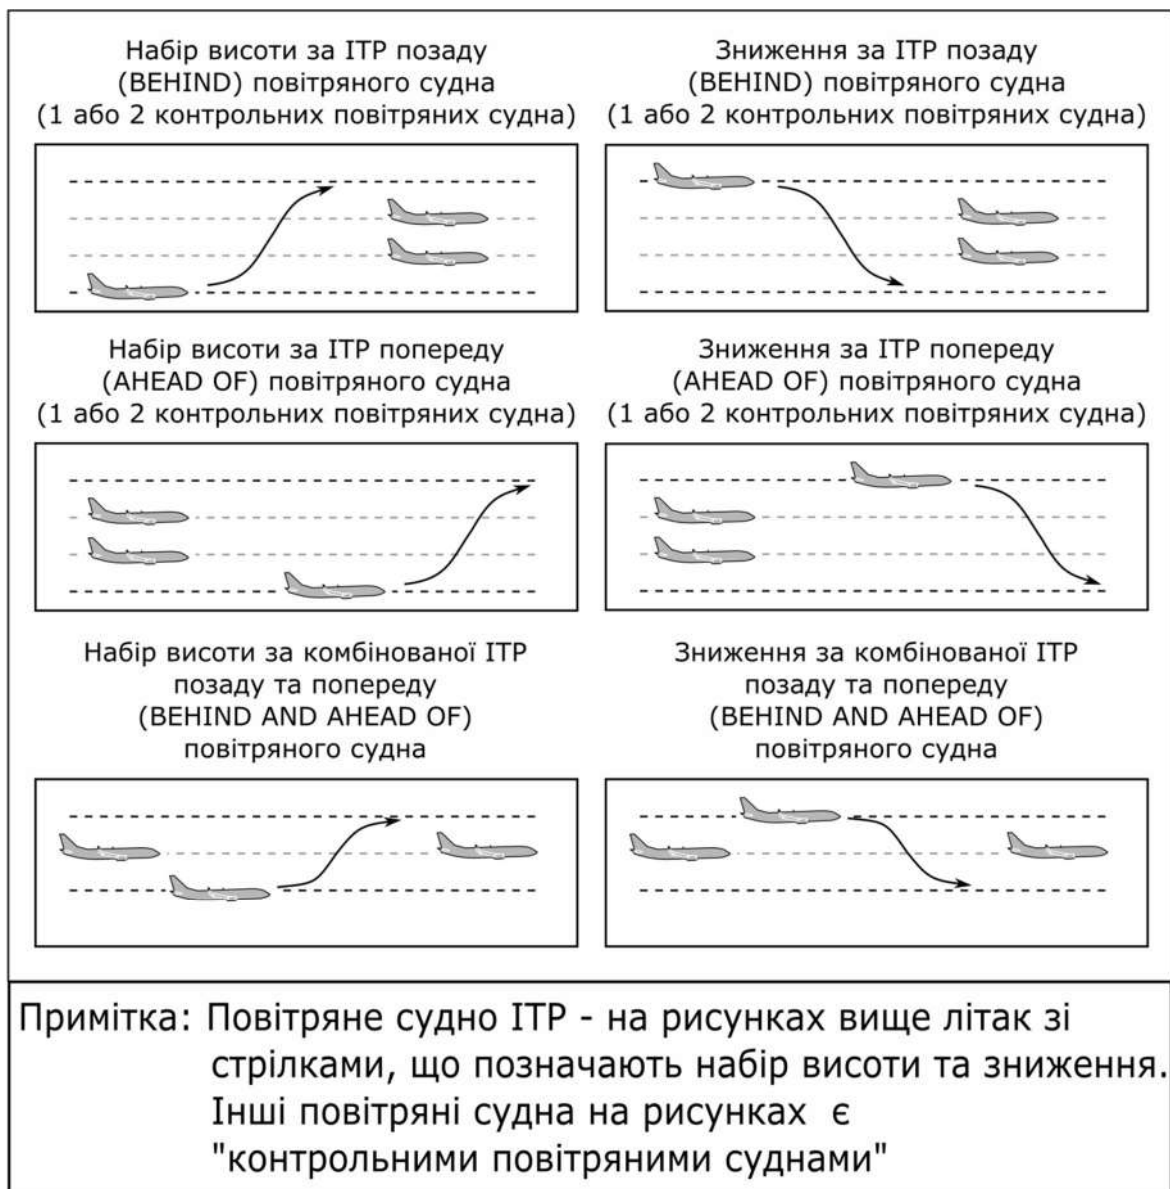 Набір висоти за ITP позаду
(BEHIND) повітряного судна
(1 або 2 контрольних повітряних судна)
Зниження за ITP позаду
(BEHIND) повітряного судна
(1 або 2 контрольних повітряних судна)
Набір висоти за ITP попереду
(AHEAD OF) повітряного судна
(1 або 2 контрольних повітряних судна)
Зниження за ITP попереду
(AHEAD OF) повітряного судна
(1 або 2 контрольних повітряних судна)
Набір висоти за комбінованої ITP
позаду та попереду
(BEHIND AND AHEAD OF)
повітряного судна
Зниження за комбінованої ITP
позаду та попереду
(BEHIND AND AHEAD OF)
повітряного судна
Примітка: Повітряне судно ITP - на рисунках вище літак зі
стрілками, що позначають набір висоти та зниження.
Інші повітряні судна на рисунках є
"контрольними повітряними суднами"